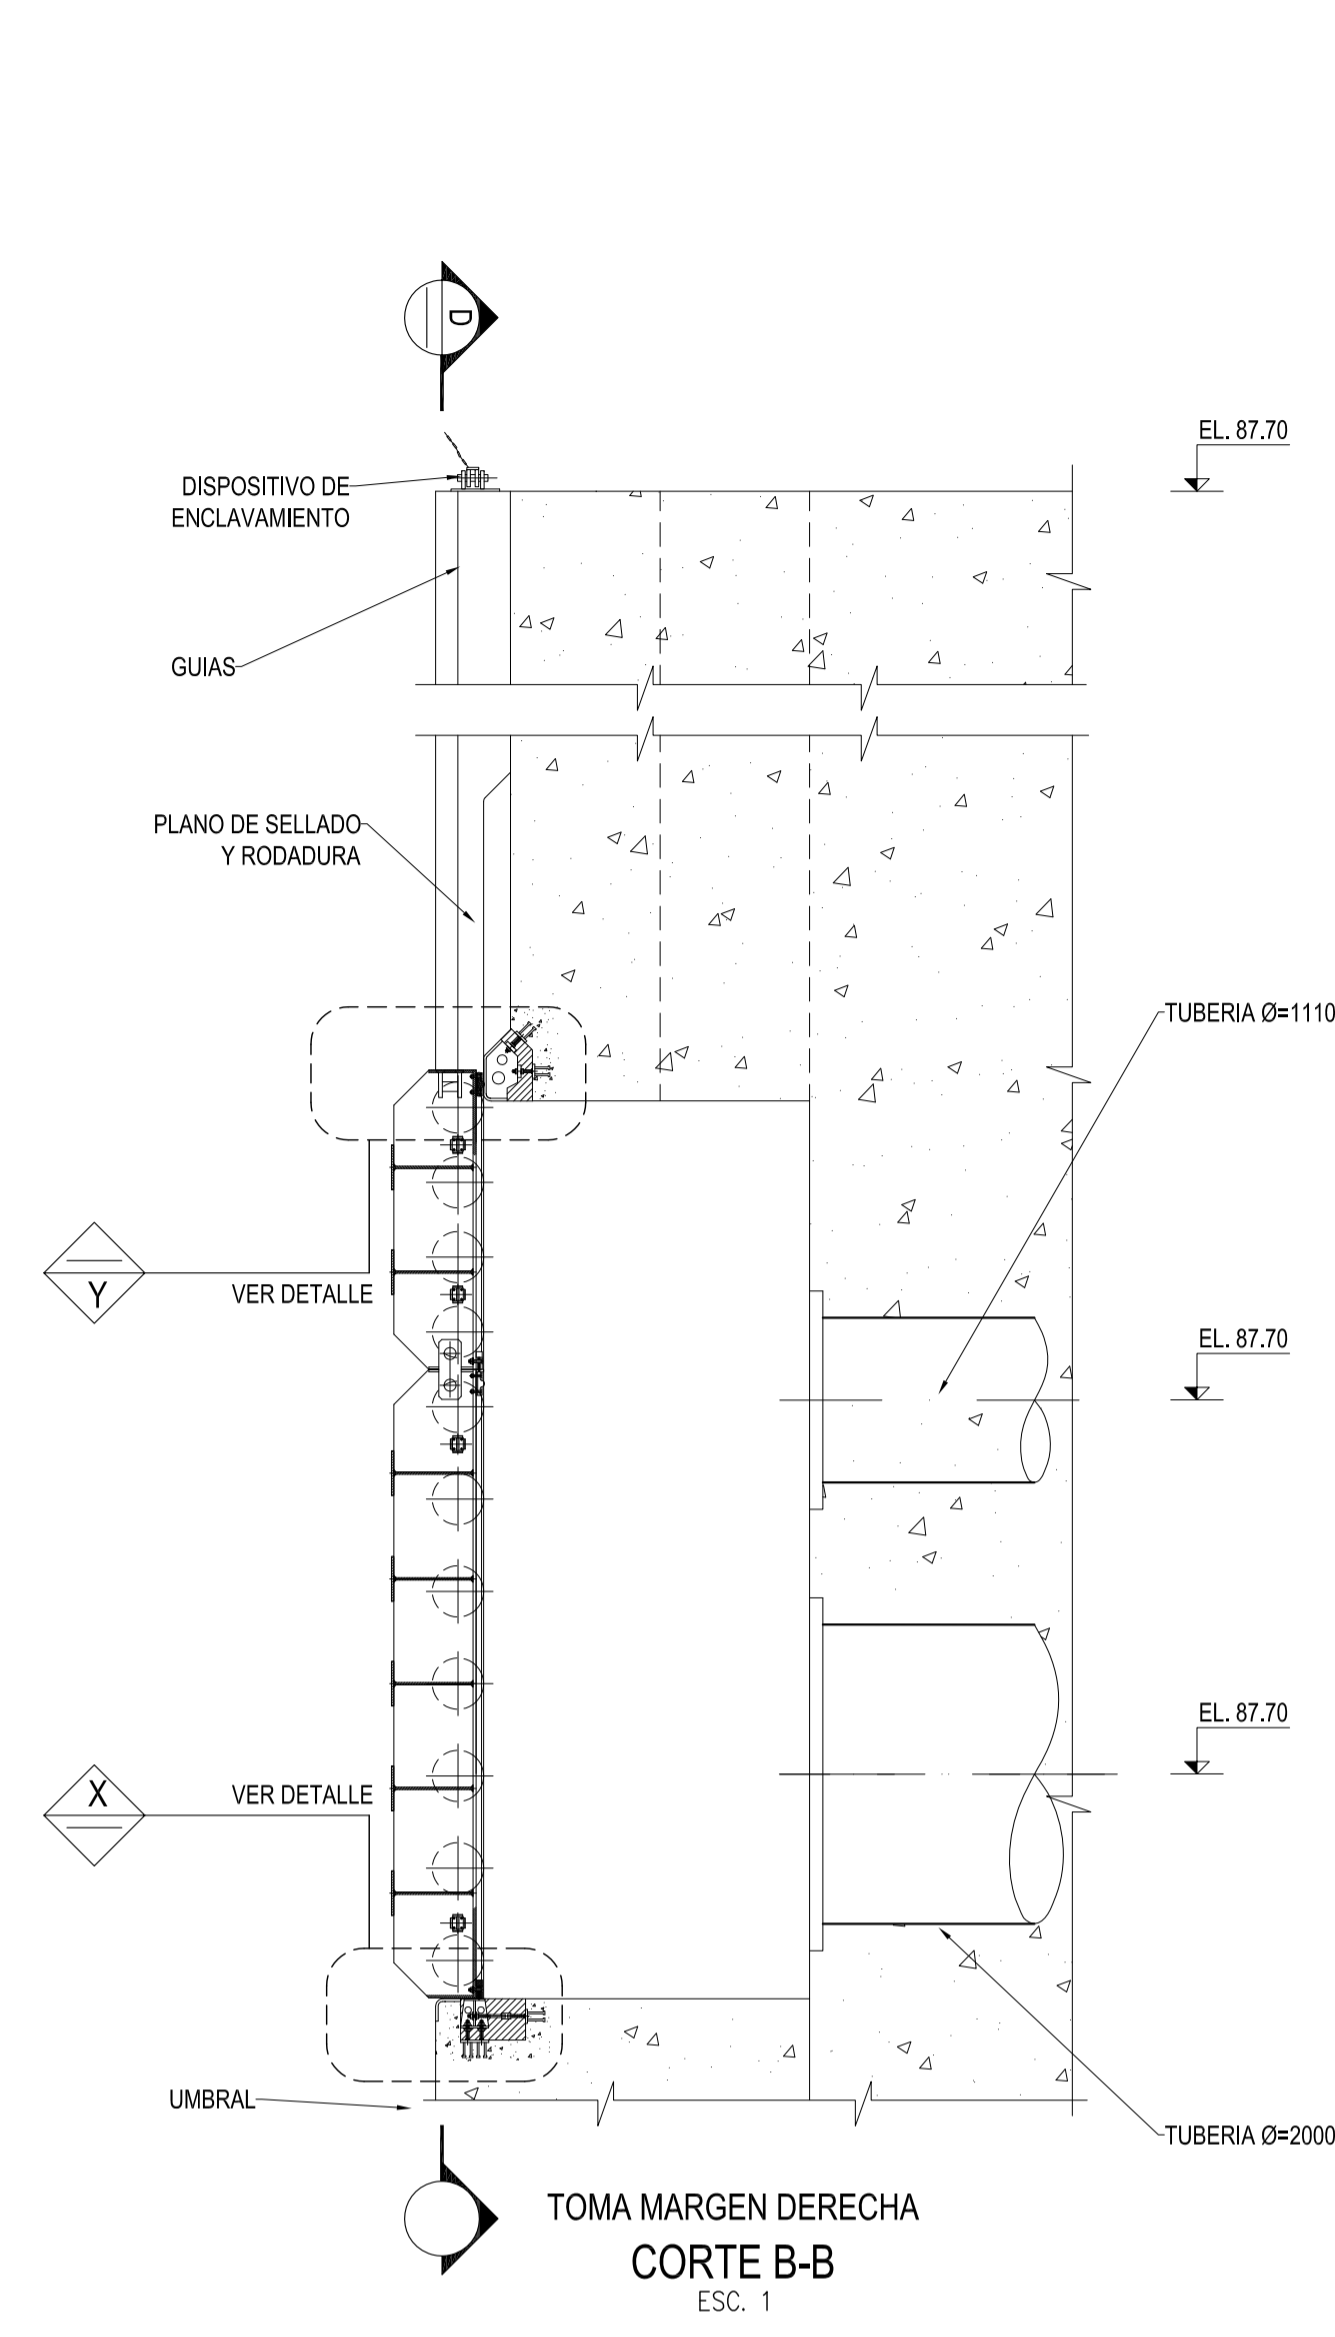 D
EL. 87.70
DISPOSITIVO DE
ENCLAVAMIENTO
GUIAS
PLANO DE SELLADO
Y RODADURA
TUBERIA Ø=1110
Y
VER DETALLE
EL. 87.70
EL. 87.70
X
VER DETALLE
UMBRAL
TUBERIA Ø=2000
TOMA MARGEN DERECHA
CORTE B-B
ESC. 1